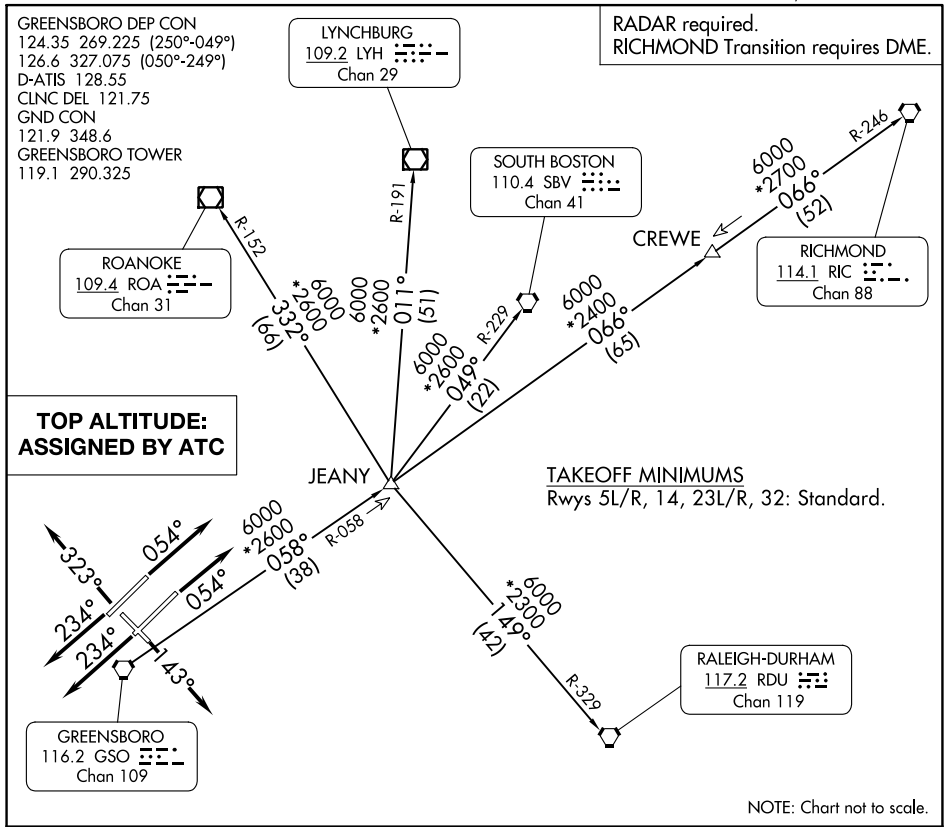 GREENSBORO DEP CON
124.35 269.225 (250°-049°)
126.6 327.075 (050°-249°)
D-ATIS 128.55
CLNC DEL 121.75
GND CON
121.9 348.6
GREENSBORO TOWER
119.1 290.325
LYNCHBURG
109.2 LYH
Chan 29
RADAR required.
RICHMOND Transition requires DME.
SOUTH BOSTON
110.4 SBV
Chan 41
R-246
6000
*2700
066°
(52)
CREWE
RICHMOND
114.1 RIC
Chan 88
ROANOKE
109.4 ROA
Chan 31
R-152
6000
*2600
332°
(66)
R-191
6000
*2600
011°
(51)
R-229
6000
*2600
049°
(22)
6000
*2400
066°
(65)
TOP ALTITUDE:
ASSIGNED BY ATC
JEANY
TAKEOFF MINIMUMS
Rwys 5L/R, 14, 23L/R, 32: Standard.
R-058
6000
*2600
058°
(38)
323°
054°
054°
234°
234°
143°
6000
*2300
149°
(42)
R-329
RALEIGH-DURHAM
117.2 RDU
Chan 119
GREENSBORO
116.2 GSO
Chan 109
NOTE: Chart not to scale.